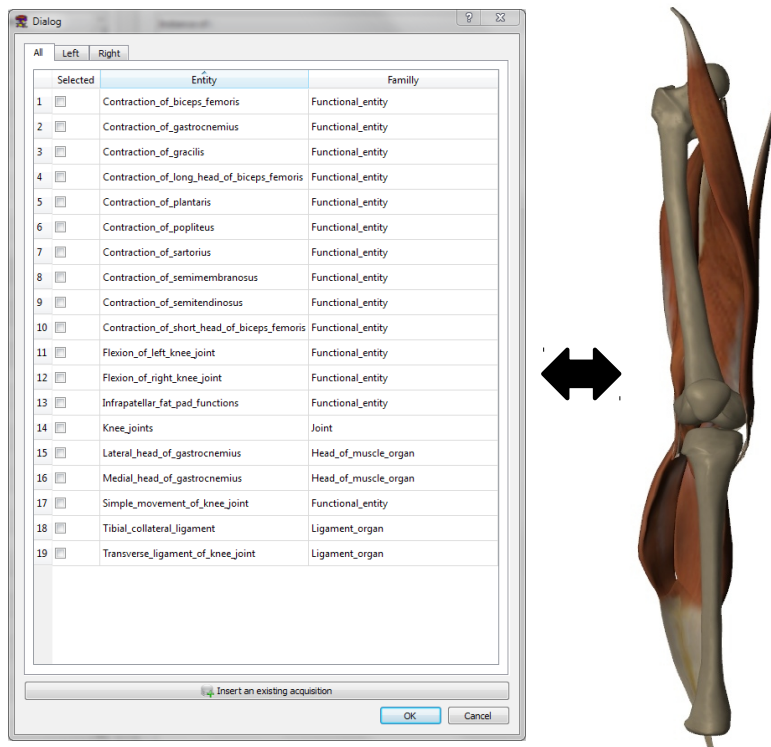 Dialog
All Left Right
Selected Entity Familly
1 Contraction_of_biceps_femoris Functional_entity
2 Contraction_of_gastrocnemius Functional_entity
3 Contraction_of_gracilis Functional_entity
4 Contraction_of_long_head_of_biceps_femoris Functional_entity
5 Contraction_of_plantaris Functional_entity
6 Contraction_of_popliteus Functional_entity
7 Contraction_of_sartorius Functional_entity
8 Contraction_of_semimembranosus Functional_entity
9 Contraction_of_semitendinosus Functional_entity
10 Contraction_of_short_head_of_biceps_femoris Functional_entity
11 Flexion_of_left_knee_joint Functional_entity
12 Flexion_of_right_knee_joint Functional_entity
13 Infrapatellar_fat_pad_functions Functional_entity
14 Knee_joints Joint
15 Lateral_head_of_gastrocnemius Head_of_muscle_organ
16 Medial_head_of_gastrocnemius Head_of_muscle_organ
17 Simple_movement_of_knee_joint Functional_entity
18 Tibial_collateral_ligament Ligament_organ
19 Transverse_ligament_of_knee_joint Ligament_organ
Insert an existing acquisition
OK Cancel